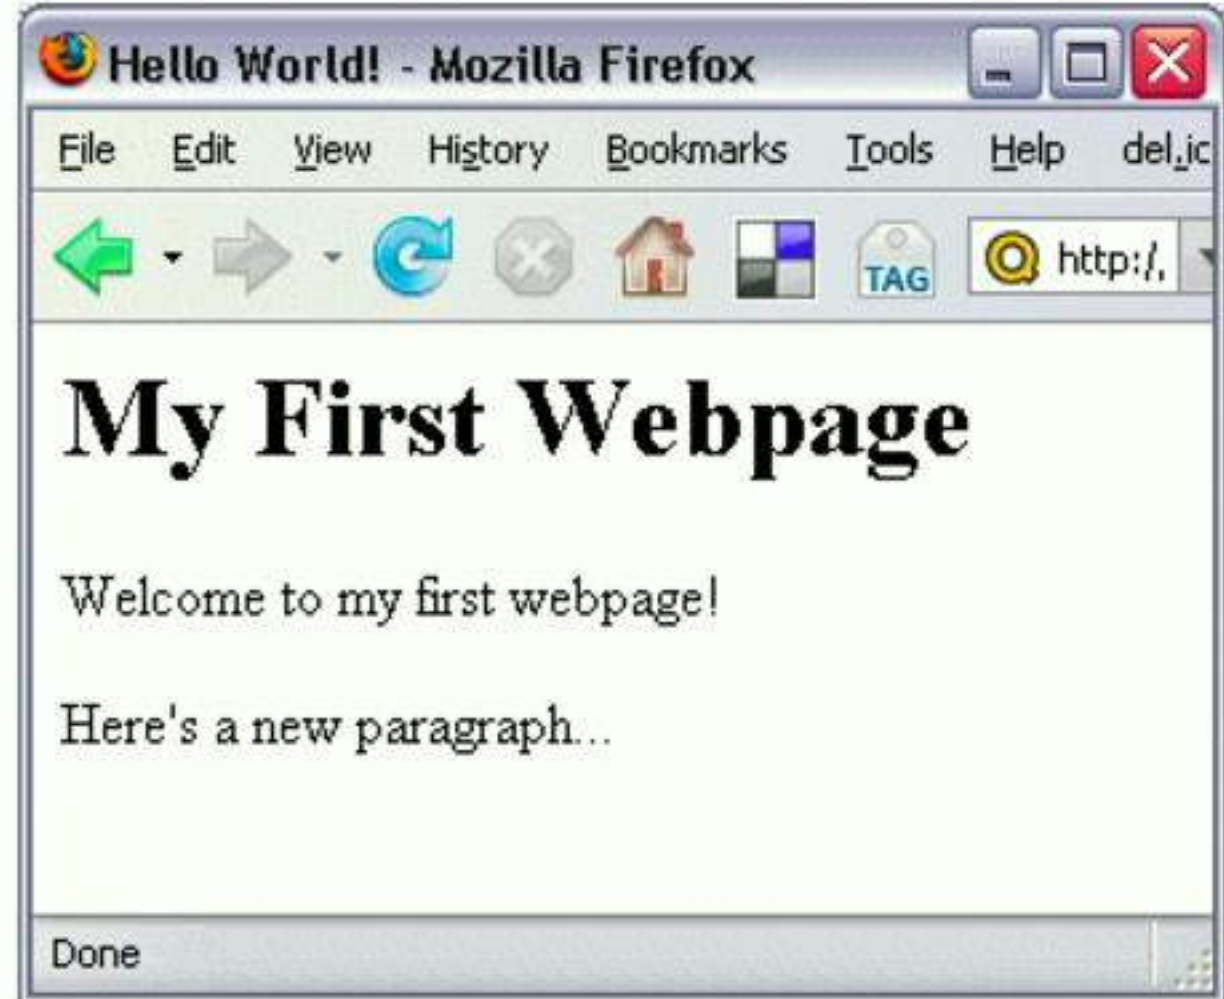 Hello World! - Mozilla Firefox
File Edit View History Bookmarks Tools Help del.ic
TAG http:/,
My First Webpage
Welcome to my first webpage!
Here's a new paragraph...
Done